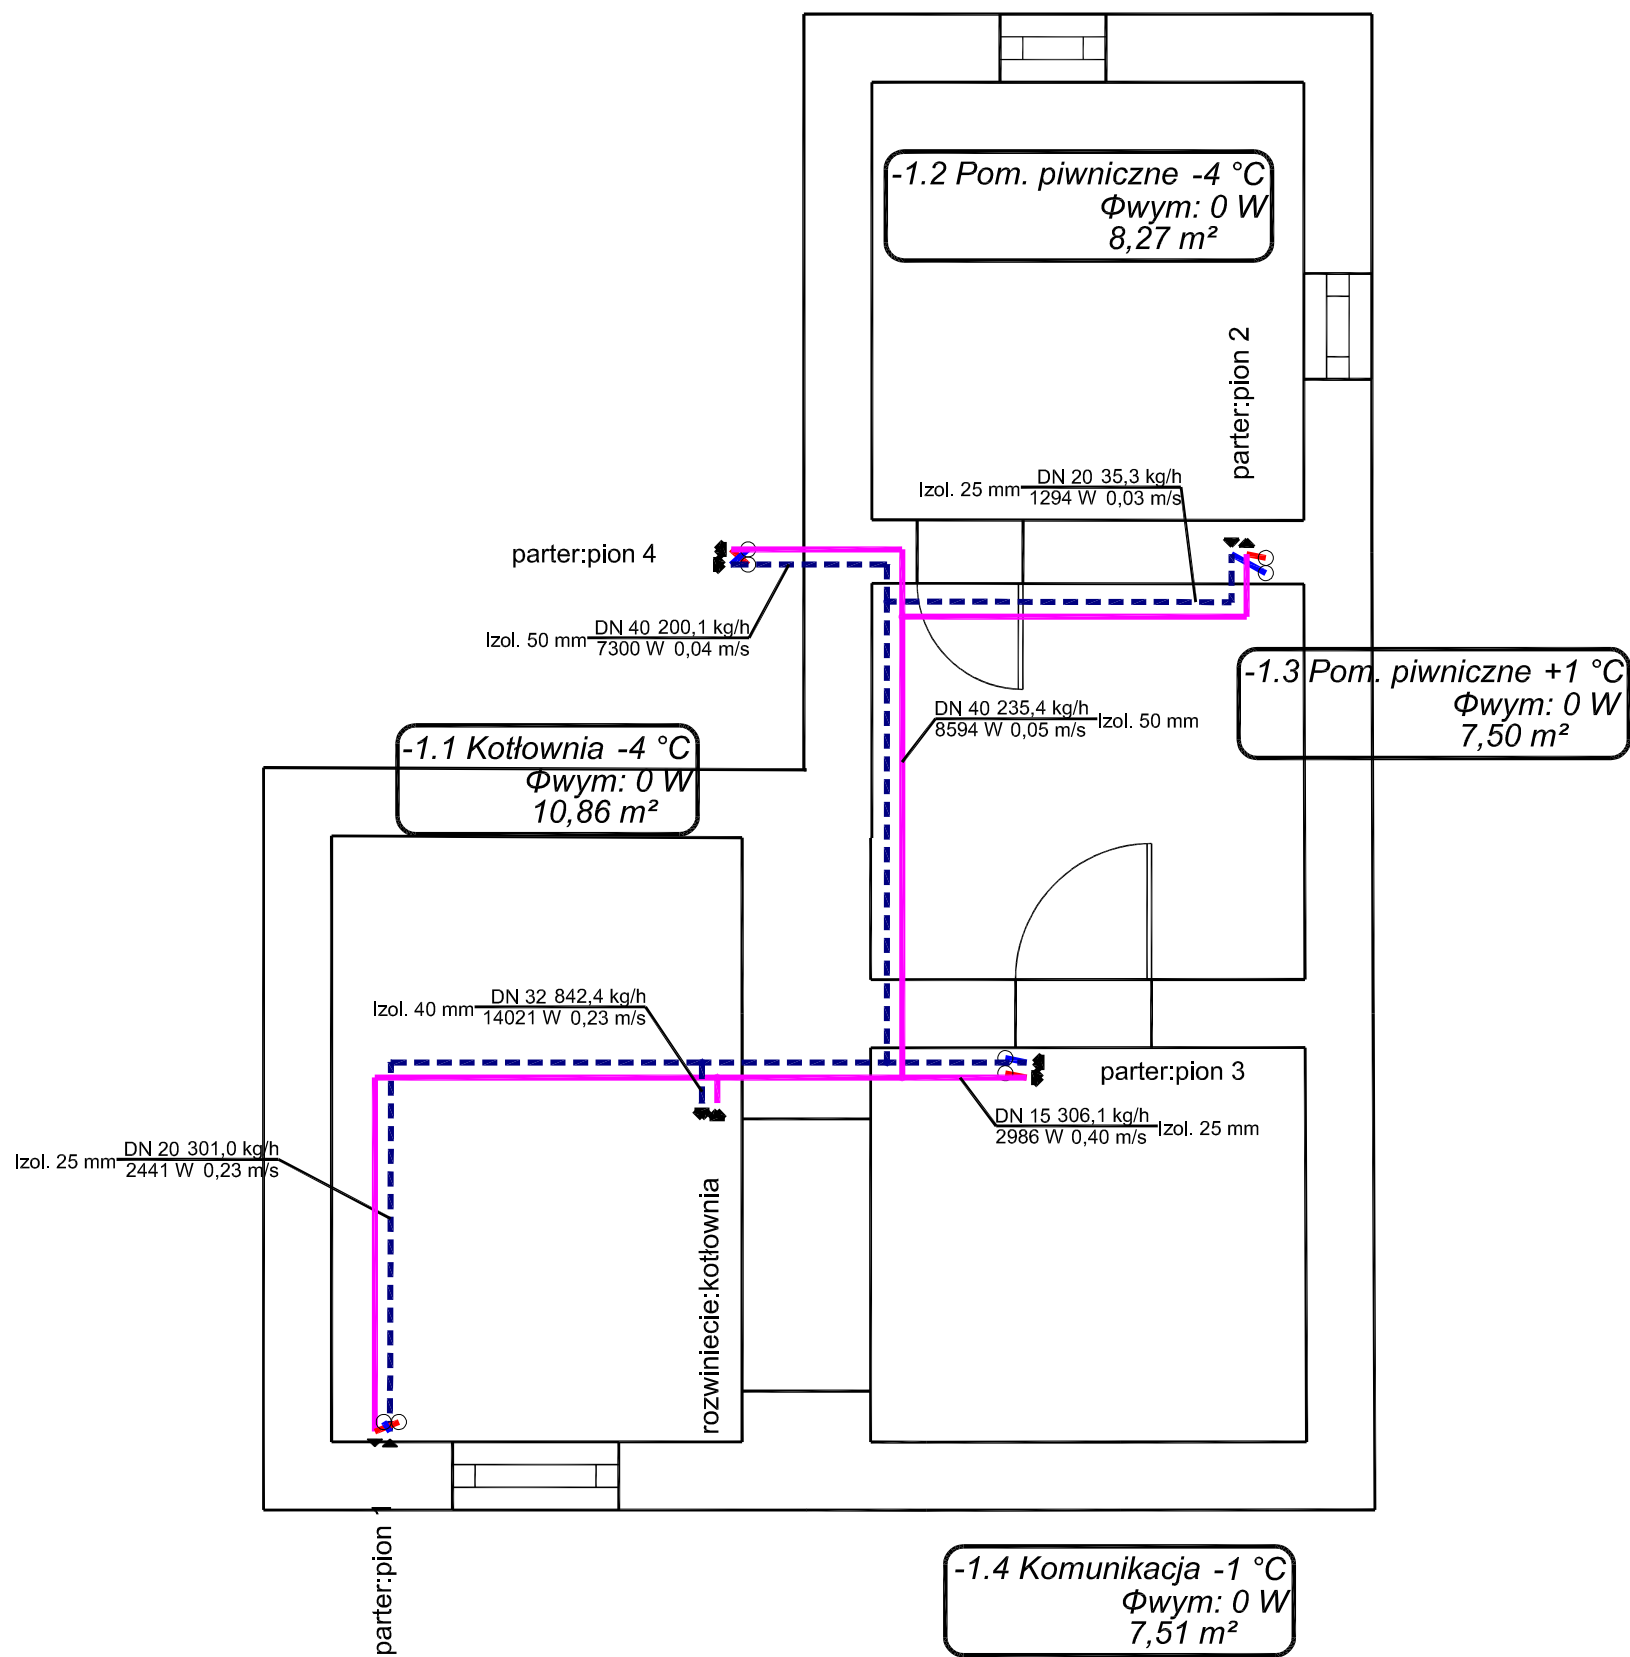 -1.2 Pom. piwniczne -4 °C
Φwym: 0 W
8,27 m²
parter:pion 2
Izol. 25 mm
DN 20 35,3 kg/h
1294 W 0,03 m/s
parter:pion 4
Izol. 50 mm
DN 40 200,1 kg/h
7300 W 0,04 m/s
-1.3 Pom. piwniczne +1 °C
Φwym: 0 W
7,50 m²
DN 40 235,4 kg/h
8594 W 0,05 m/s
Izol. 50 mm
-1.1 Kotłownia -4 °C
Φwym: 0 W
10,86 m²
Izol. 40 mm
DN 32 842,4 kg/h
14021 W 0,23 m/s
parter:pion 3
DN 15 306,1 kg/h
2986 W 0,40 m/s
Izol. 25 mm
Izol. 25 mm
DN 20 301,0 kg/h
2441 W 0,23 m/s
rozwiniecie:kotłownia
parter:pion 1
-1.4 Komunikacja -1 °C
Φwym: 0 W
7,51 m²